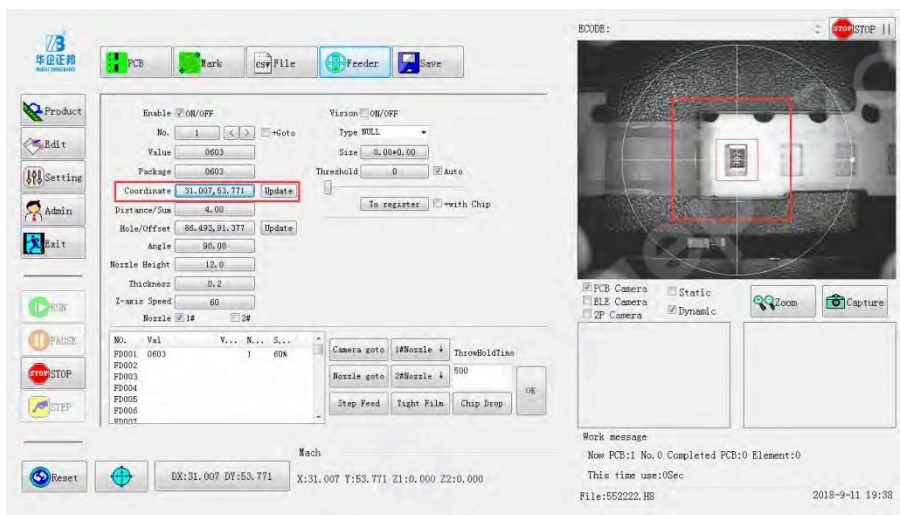 华企正邦
HUAQI ZHENGBANG
PCB
Mark
csv File
Feeder
Save
ECODE:
STOP STOP ||
Product
Edit
Setting
Admin
Exit
RUN
PAUSE
STOP STOP
STEP
Reset
Enable ON/OFF
No. 1 < > +Goto
Value 0603
Package 0603
Coordinate 31.007,53.771 Update
Distance/Sum 4.00
Hole/Offset 86.493,91.377 Update
Angle 90.00
Nozzle Height 12.0
Thickness 0.2
Z-axis Speed 60
Nozzle 1# 2#
Vision ON/OFF
Type NULL
Size 0.00*0.00
Threshold 0 Auto
To register +with Chip
NO. Val V... N... S...
FD001 0603 1 60%
FD002
FD003
FD004
FD005
FD006
FD007
Camera goto 1#Nozzle ↓ ThrowHoldTime
Nozzle goto 2#Nozzle ↓ 500
Step Feed Tight Film Chip Drop OK
Mach
DX:31.007 DY:53.771 X:31.007 Y:53.771 Z1:0.000 Z2:0.000
PCB Camera
ELE Camera
2P Camera
Static
Dynamic
Zoom
Capture
Work message
Now PCB:1 No.0 Completed PCB:0 Element:0
This time use:0Sec
File:552222.H8 2018-9-11 19:38